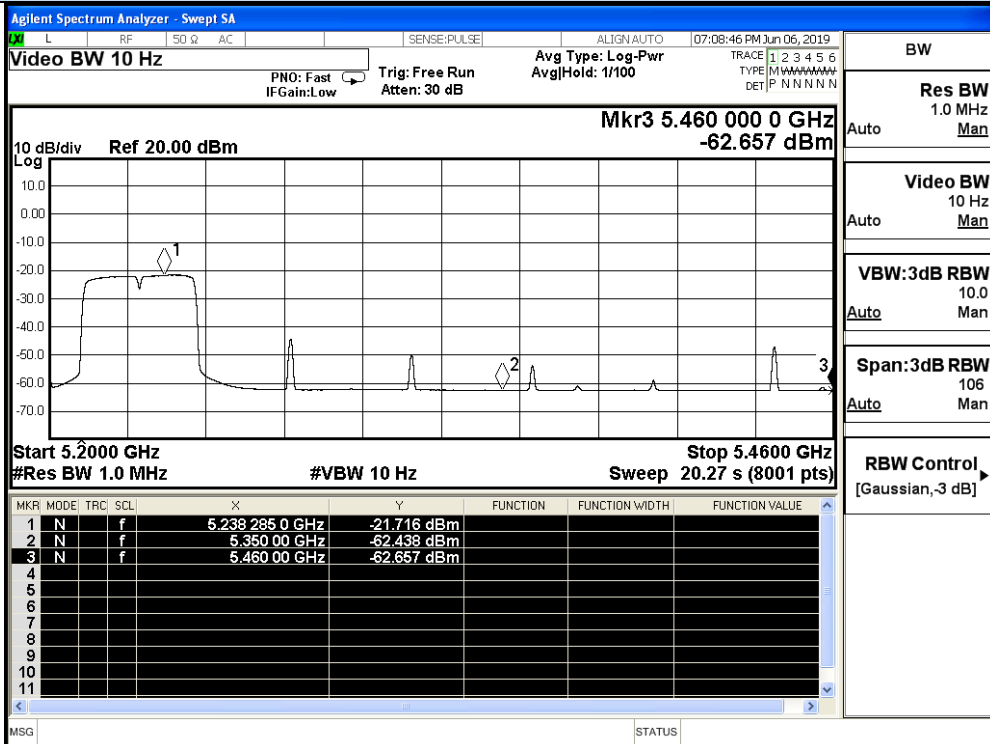 Agilent Spectrum Analyzer - Swept SA
LXI L RF 50 Ω AC SENSE:PULSE ALIGN AUTO 07:08:46 PM Jun 06, 2019
Video BW 10 Hz
PNO: Fast
IFGain:Low
Trig: Free Run
Atten: 30 dB
Avg Type: Log-Pwr
Avg|Hold: 1/100
TRACE 1 2 3 4 5 6
TYPE M WWWWW
DET P N N N N N
Mkr3 5.460 000 0 GHz
-62.657 dBm
10 dB/div Ref 20.00 dBm
Log
10.0
0.00
-10.0
-20.0
-30.0
-40.0
-50.0
-60.0
-70.0
1
2
3
Start 5.2000 GHz Stop 5.4600 GHz
#Res BW 1.0 MHz #VBW 10 Hz Sweep 20.27 s (8001 pts)
MKR MODE TRC SCL X Y FUNCTION FUNCTION WIDTH FUNCTION VALUE
1 N f 5.238 285 0 GHz -21.716 dBm
2 N f 5.350 00 GHz -62.438 dBm
3 N f 5.460 00 GHz -62.657 dBm
4
5
6
7
8
9
10
11
MSG STATUS
BW
Res BW
1.0 MHz
Auto Man
Video BW
10 Hz
Auto Man
VBW:3dB RBW
10.0
Auto Man
Span:3dB RBW
106
Auto Man
RBW Control
[Gaussian,-3 dB]